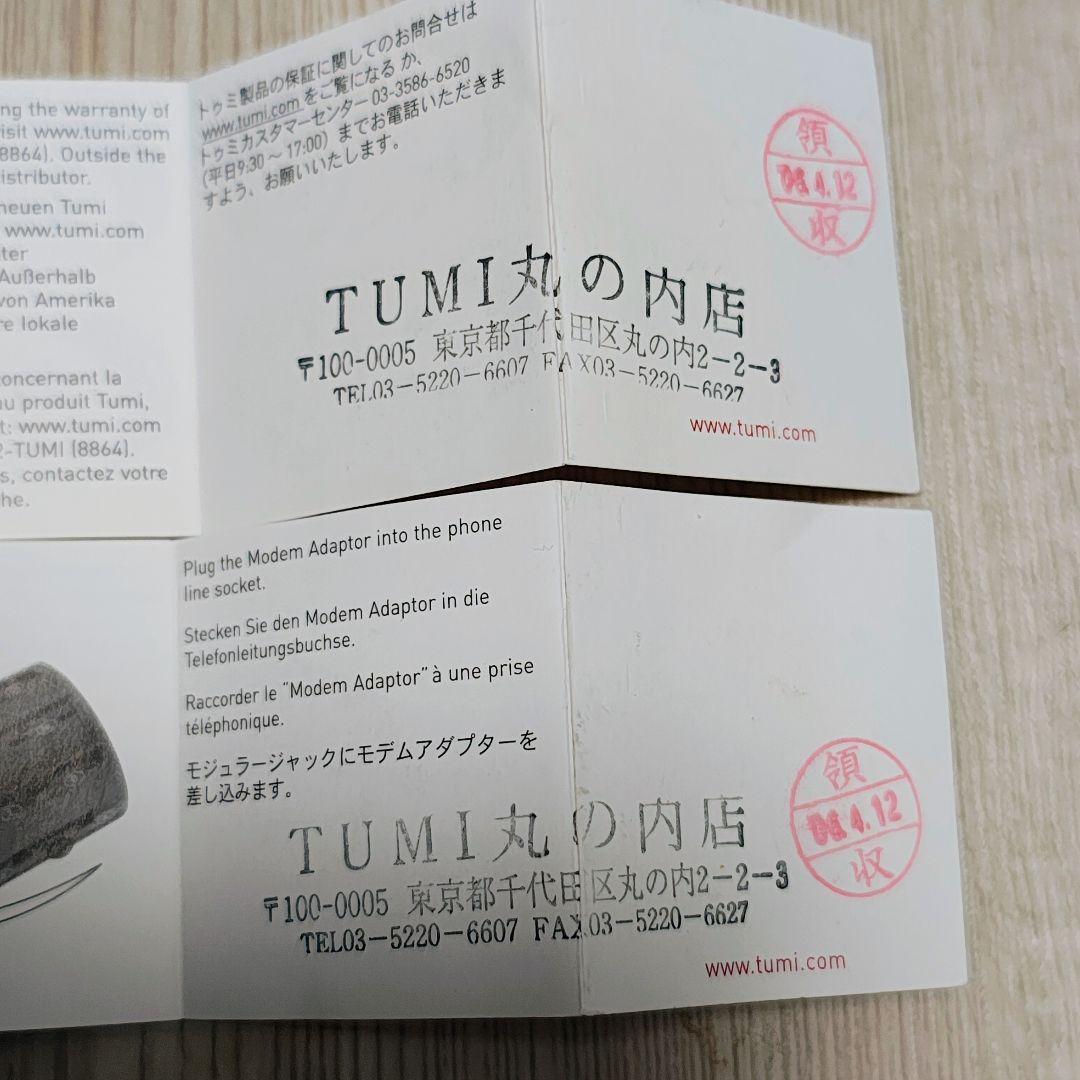 ng the warranty of
isit www.tumi.com
8864). Outside the
istributor.
neuen Tumi
www.tumi.com
ter
Außerhalb
von Amerika
re lokale
oncernant la
au produit Tumi,
t: www.tumi.com
2-TUMI (8864).
s, contactez votre
he.
トゥミ製品の保証に関してのお問合せは
www.tumi.com をご覧になるか、
トゥミカスタマーセンター 03-3586-6520
(平日9:30～17:00) までお電話いただきま
すよう、お願いいたします。
領
06.4.12
収
TUMI丸の内店
〒100-0005 東京都千代田区丸の内2-2-3
TEL03-5220-6607 FAX03-5220-6627
www.tumi.com
Plug the Modem Adaptor into the phone
line socket.
Stecken Sie den Modem Adaptor in die
Telefonleitungsbuchse.
Raccorder le “Modem Adaptor” à une prise
téléphonique.
モジュラージャックにモデムアダプターを
差し込みます。
領
06.4.12
収
TUMI丸の内店
〒100-0005 東京都千代田区丸の内2-2-3
TEL03-5220-6607 FAX03-5220-6627
www.tumi.com